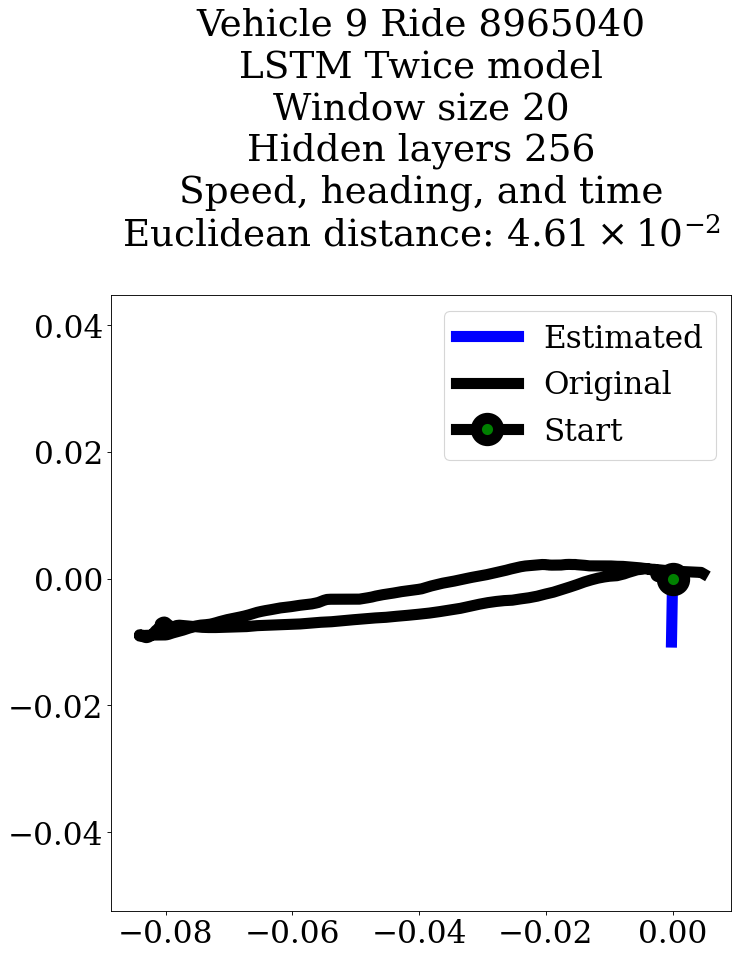 Vehicle 9 Ride 8965040
LSTM Twice model
Window size 20
Hidden layers 256
Speed, heading, and time
Euclidean distance: 4.61 × 10⁻²
Estimated
Original
Start
0.04
0.02
0.00
−0.02
−0.04
−0.08 −0.06 −0.04 −0.02 0.00